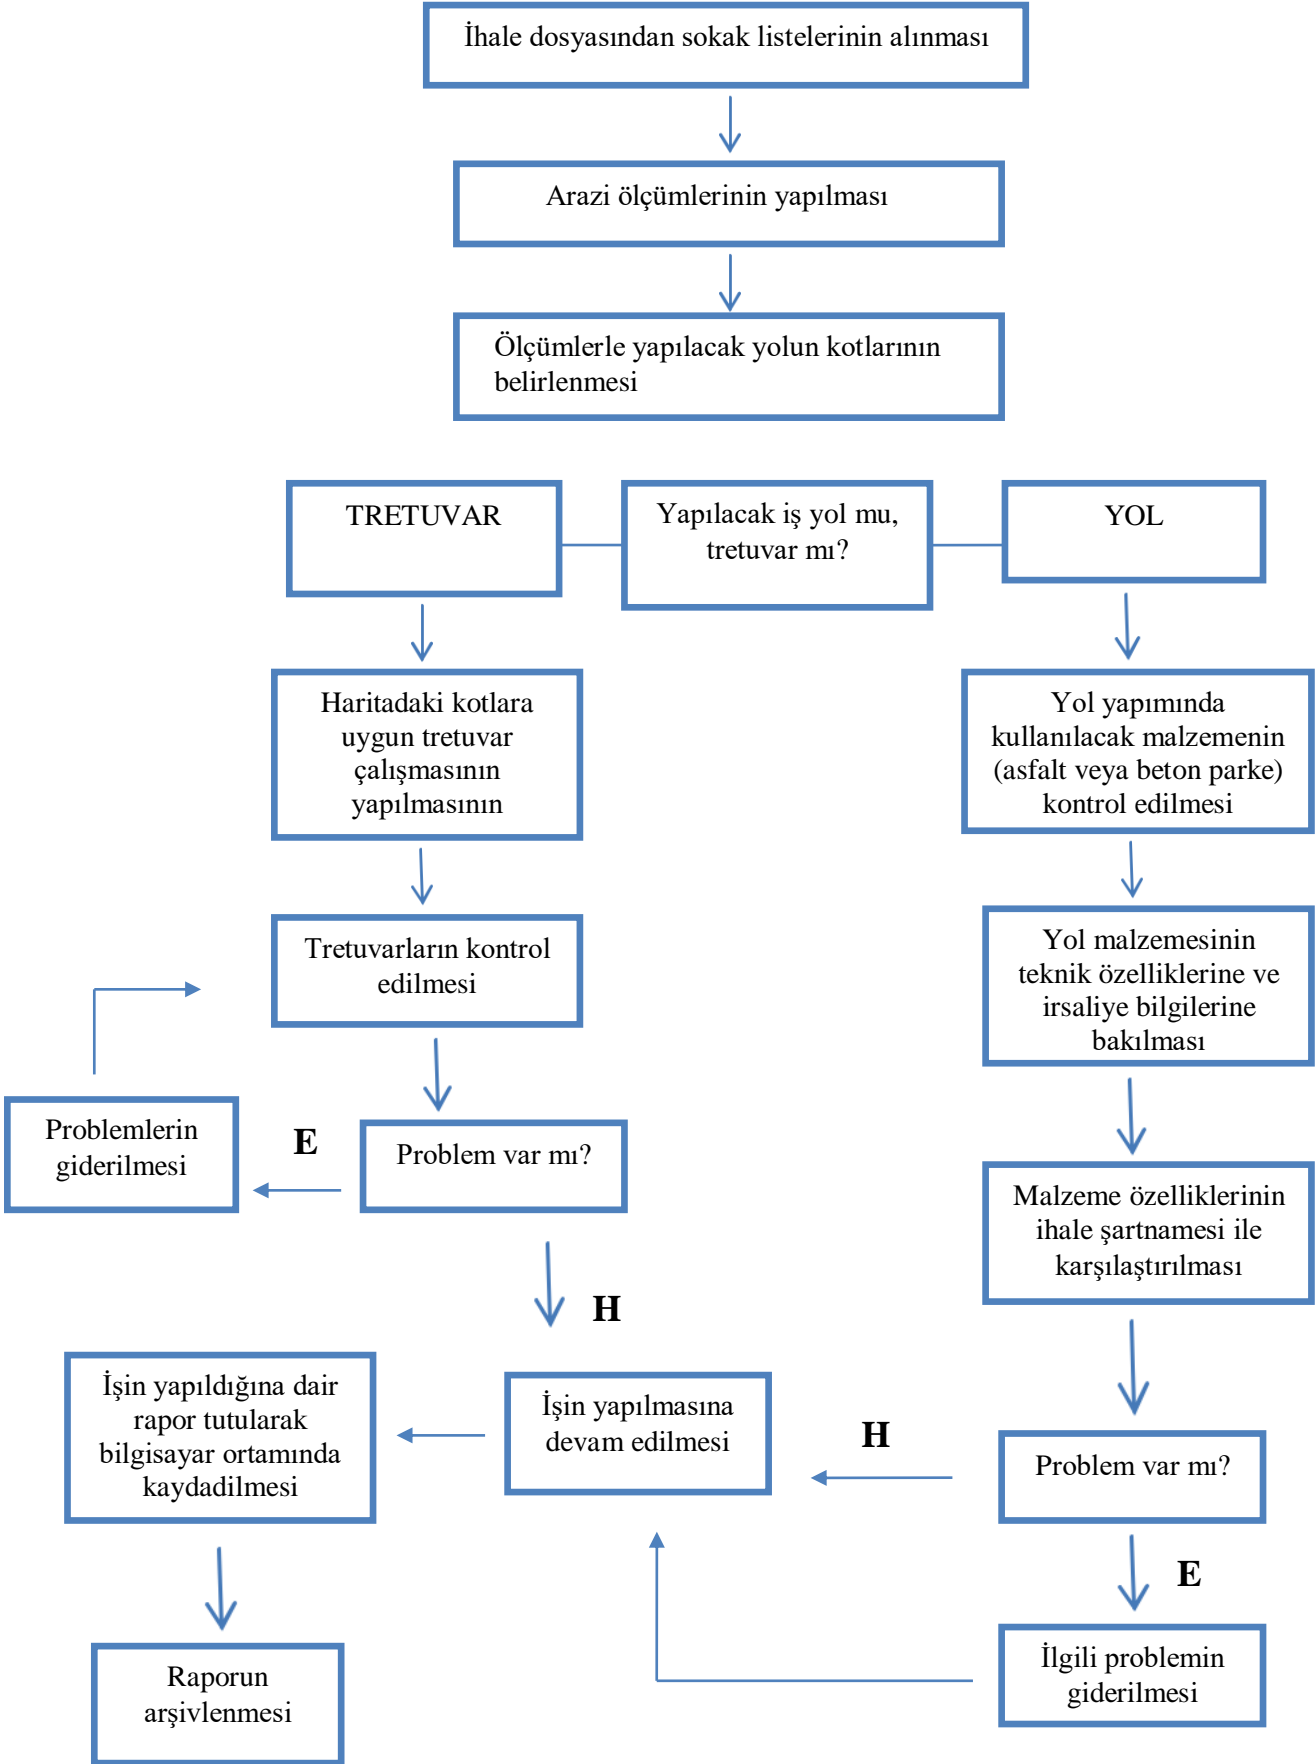 İhale dosyasından sokak listelerinin alınması
Arazi ölçümlerinin yapılması
Ölçümlerle yapılacak yolun kotlarının
belirlenmesi
TRETUVAR
Yapılacak iş yol mu,
tretuvar mı?
YOL
Haritadaki kotlara
uygun tretuvar
çalışmasının
yapılmasının
Yol yapımında
kullanılacak malzemenin
(asfalt veya beton parke)
kontrol edilmesi
Tretuvarların kontrol
edilmesi
Yol malzemesinin
teknik özelliklerine ve
irsaliye bilgilerine
bakılması
Problemlerin
giderilmesi
E
Problem var mı?
Malzeme özelliklerinin
ihale şartnamesi ile
karşılaştırılması
H
İşin yapıldığına dair
rapor tutularak
bilgisayar ortamında
kaydadilmesi
İşin yapılmasına
devam edilmesi
H
Problem var mı?
E
Raporun
arşivlenmesi
İlgili problemin
giderilmesi